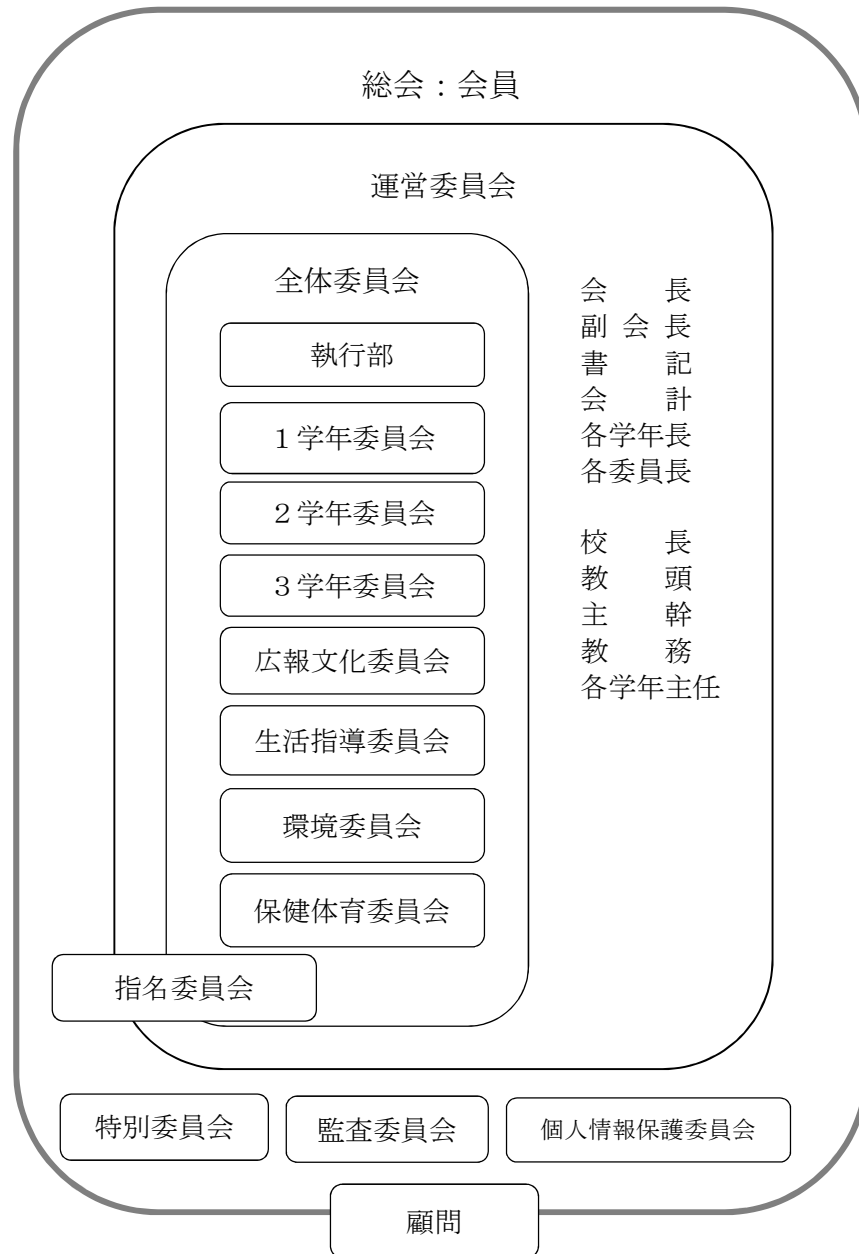 総会：会員
運営委員会
全体委員会
執行部
１学年委員会
２学年委員会
３学年委員会
広報文化委員会
生活指導委員会
環境委員会
保健体育委員会
指名委員会
会　　長
副 会 長
書　　記
会　　計
各学年長
各委員長
校　　長
教　　頭
主　　幹
教　　務
各学年主任
特別委員会
監査委員会
個人情報保護委員会
顧問